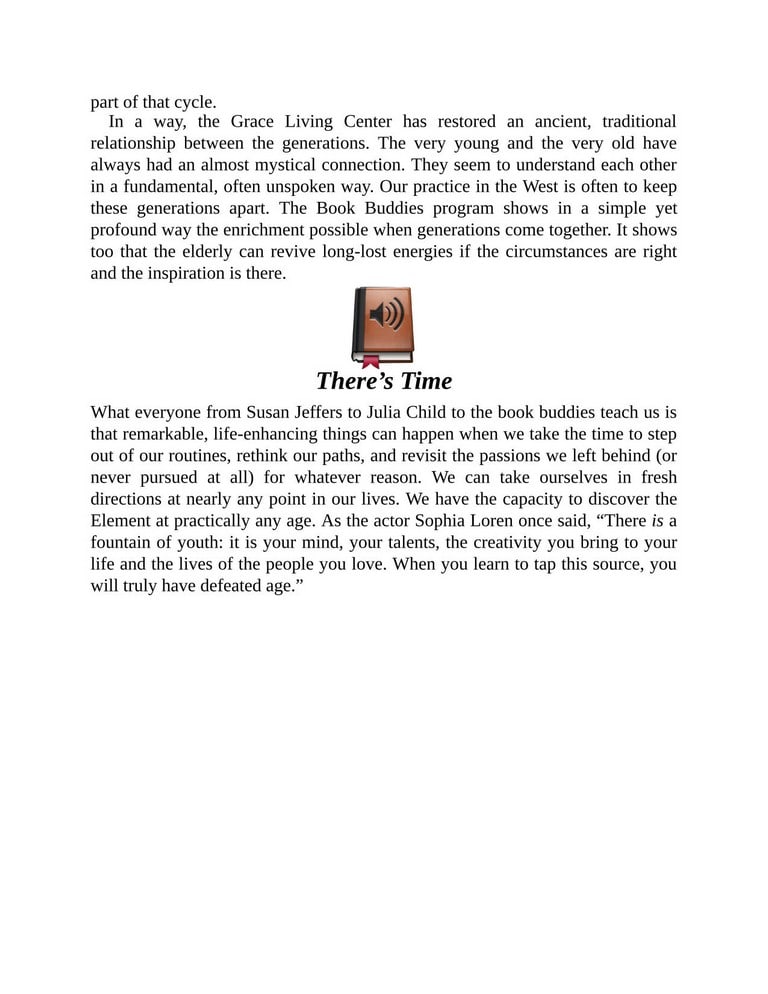 part of that cycle.
In a way, the Grace Living Center has restored an ancient, traditional
relationship between the generations. The very young and the very old have
always had an almost mystical connection. They seem to understand each other
in a fundamental, often unspoken way. Our practice in the West is often to keep
these generations apart. The Book Buddies program shows in a simple yet
profound way the enrichment possible when generations come together. It shows
too that the elderly can revive long-lost energies if the circumstances are right
and the inspiration is there.
There’s Time
What everyone from Susan Jeffers to Julia Child to the book buddies teach us is
that remarkable, life-enhancing things can happen when we take the time to step
out of our routines, rethink our paths, and revisit the passions we left behind (or
never pursued at all) for whatever reason. We can take ourselves in fresh
directions at nearly any point in our lives. We have the capacity to discover the
Element at practically any age. As the actor Sophia Loren once said, “There is a
fountain of youth: it is your mind, your talents, the creativity you bring to your
life and the lives of the people you love. When you learn to tap this source, you
will truly have defeated age.”